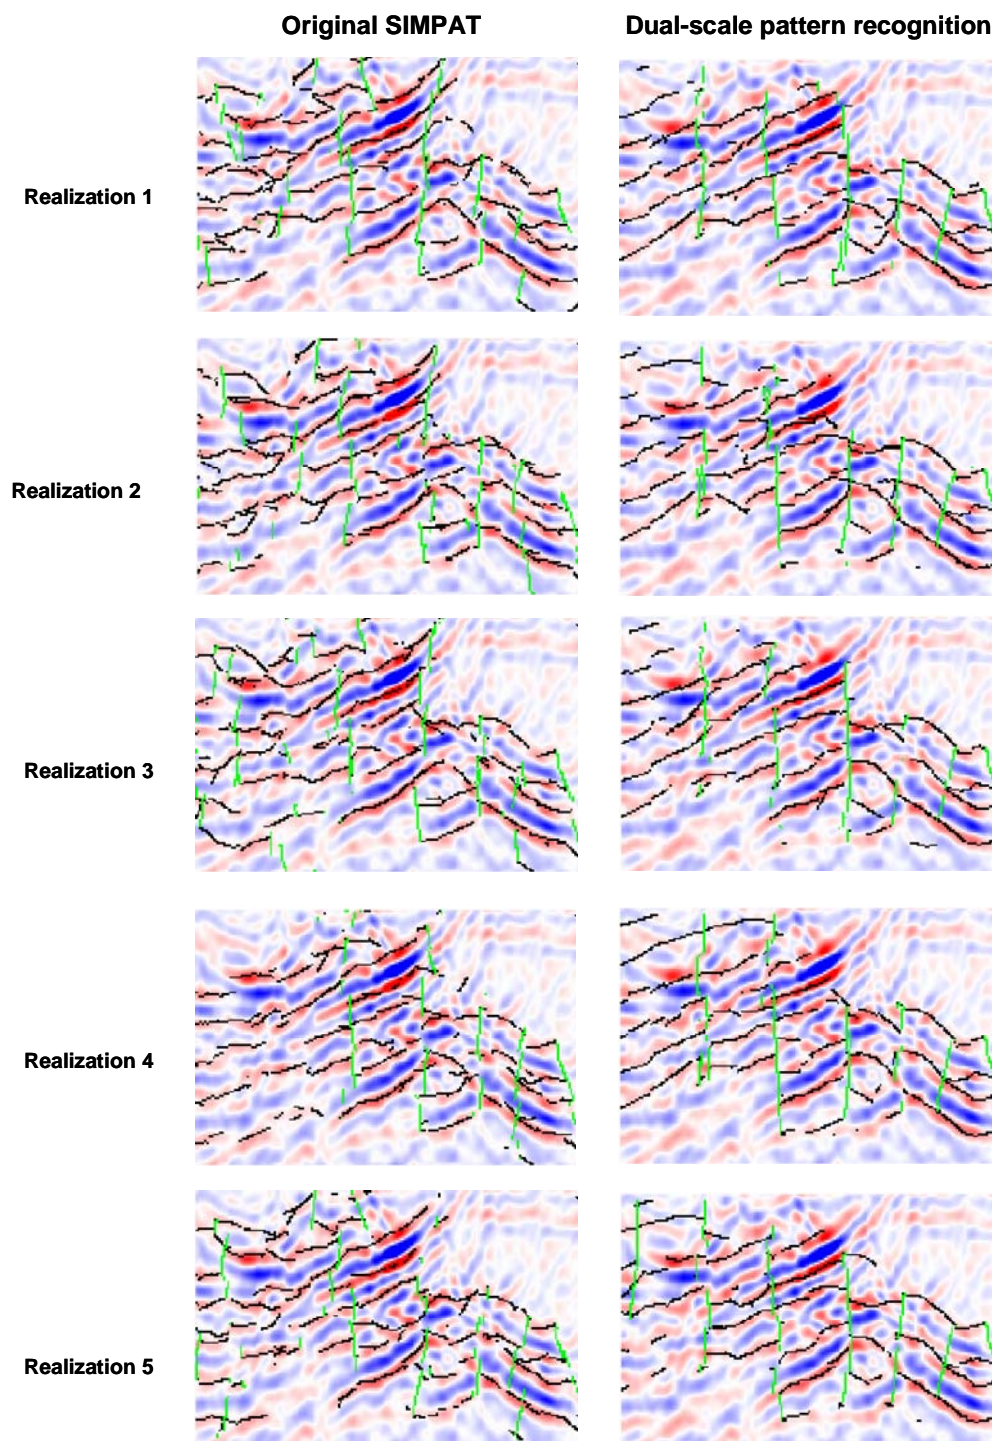 Original SIMPAT
Dual-scale pattern recognition
Realization 1
Realization 2
Realization 3
Realization 4
Realization 5